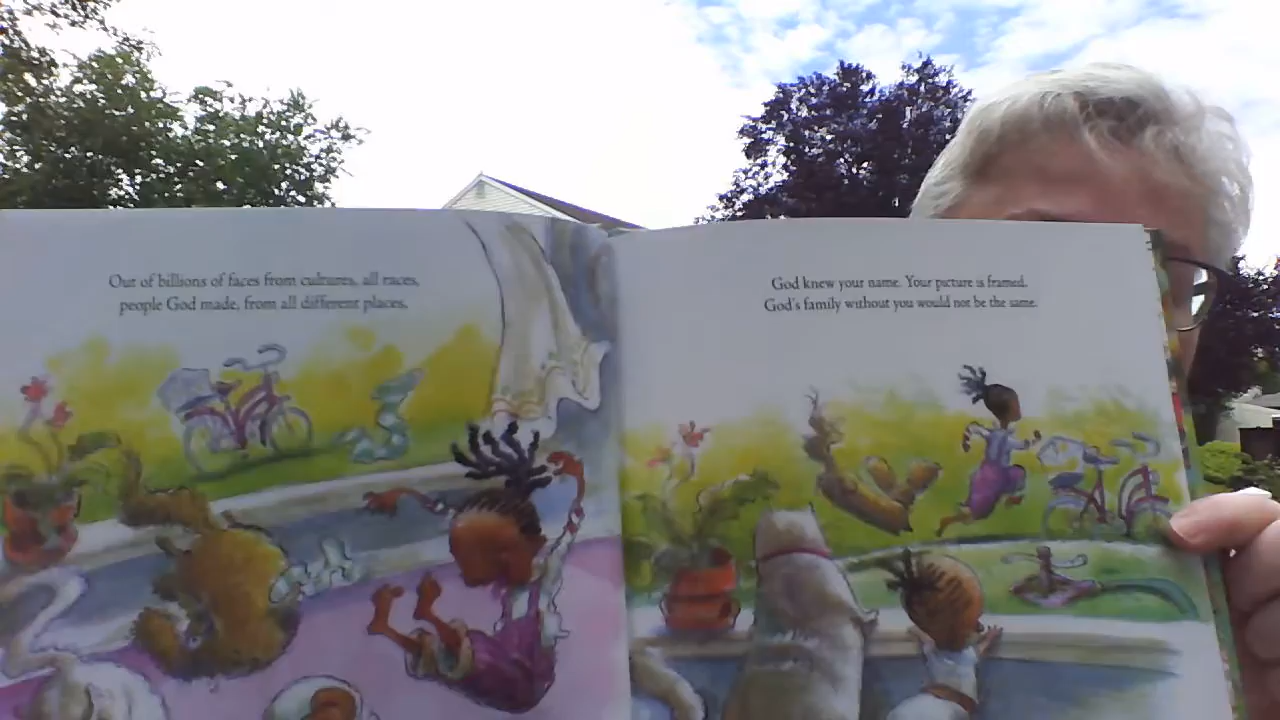 Out of billions of faces from cultures, all races,
people God made, from all different places,
God knew your name. Your picture is framed.
God's family without you would not be the same.